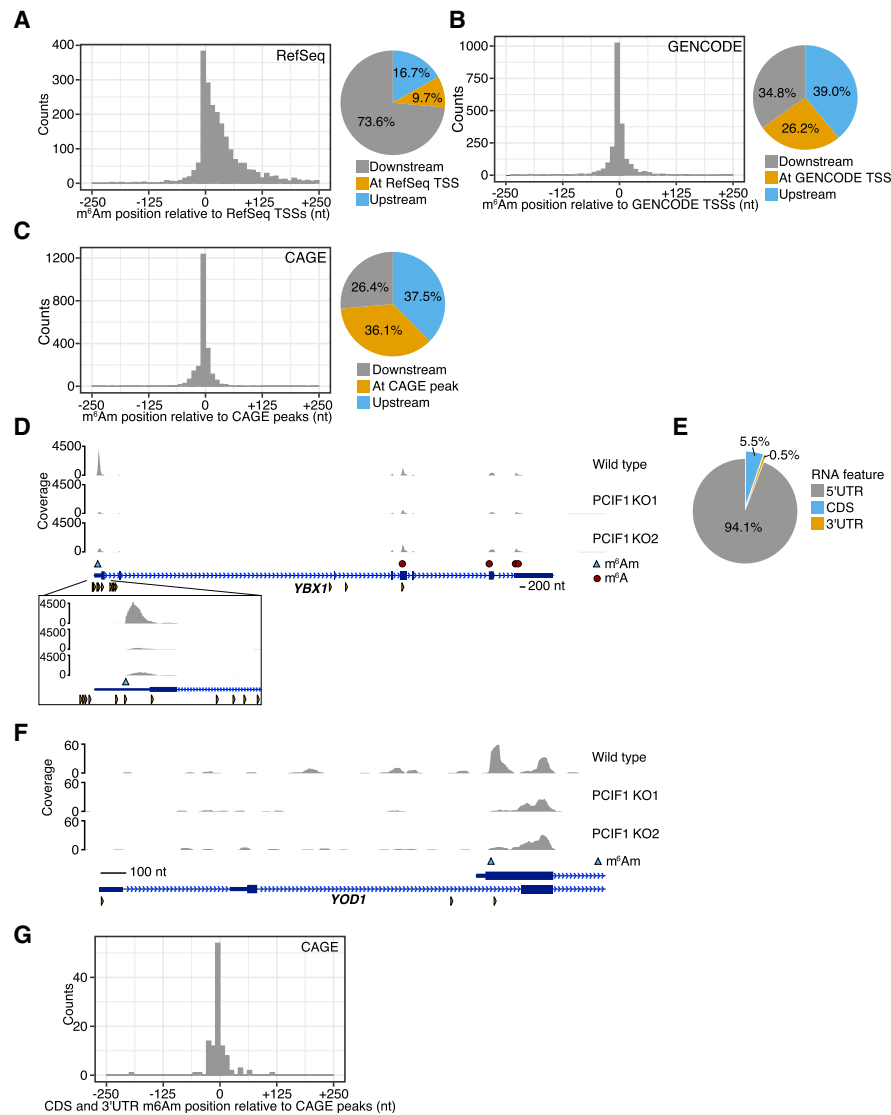 A
RefSeq
400
300
200
100
0
Counts
-250
-125
0
+125
+250
m⁶Am position relative to RefSeq TSSs (nt)
16.7%
9.7%
73.6%
Downstream
At RefSeq TSS
Upstream
B
GENCODE
1000
750
500
250
0
Counts
-250
-125
0
+125
+250
m⁶Am position relative to GENCODE TSSs (nt)
34.8%
39.0%
26.2%
Downstream
At GENCODE TSS
Upstream
C
CAGE
1200
800
400
0
Counts
-250
-125
0
+125
+250
m⁶Am position relative to CAGE peaks (nt)
26.4%
37.5%
36.1%
Downstream
At CAGE peak
Upstream
D
Coverage
4500
0
Wild type
4500
0
PCIF1 KO1
4500
0
PCIF1 KO2
m⁶Am
m⁶A
YBX1
200 nt
4500
0
4500
0
4500
0
E
5.5%
0.5%
94.1%
RNA feature
5'UTR
CDS
3'UTR
F
Coverage
60
0
Wild type
60
0
PCIF1 KO1
60
0
PCIF1 KO2
m⁶Am
100 nt
YOD1
G
CAGE
40
20
0
Counts
-250
-125
0
+125
+250
CDS and 3'UTR m6Am position relative to CAGE peaks (nt)